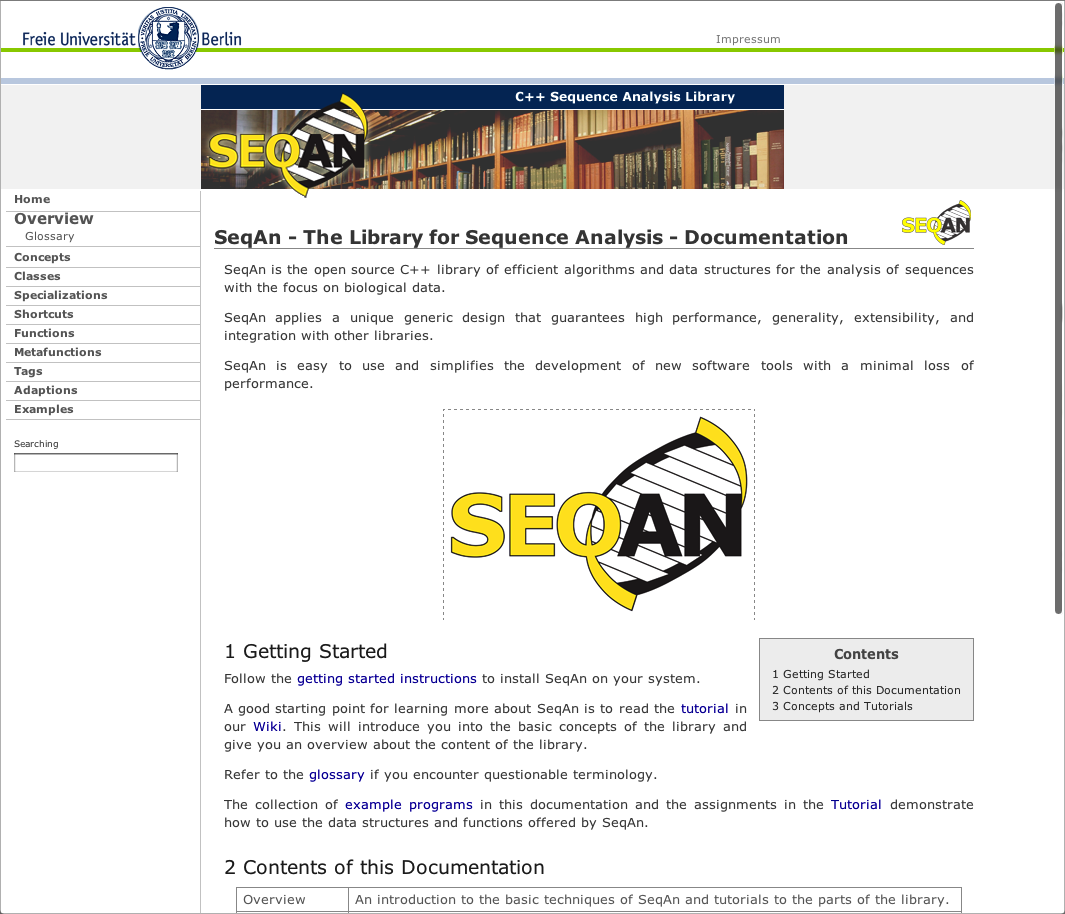 Freie Universität Berlin
Impressum
C++ Sequence Analysis Library
SEQAN
Home
Overview
Glossary
Concepts
Classes
Specializations
Shortcuts
Functions
Metafunctions
Tags
Adaptions
Examples
Searching
SEQAN
SeqAn - The Library for Sequence Analysis - Documentation
SeqAn is the open source C++ library of efficient algorithms and data structures for the analysis of sequences
with the focus on biological data.
SeqAn applies a unique generic design that guarantees high performance, generality, extensibility, and
integration with other libraries.
SeqAn is easy to use and simplifies the development of new software tools with a minimal loss of
performance.
SEQAN
1 Getting Started
Follow the getting started instructions to install SeqAn on your system.
A good starting point for learning more about SeqAn is to read the tutorial in
our Wiki. This will introduce you into the basic concepts of the library and
give you an overview about the content of the library.
Refer to the glossary if you encounter questionable terminology.
The collection of example programs in this documentation and the assignments in the Tutorial demonstrate
how to use the data structures and functions offered by SeqAn.
Contents
1 Getting Started
2 Contents of this Documentation
3 Concepts and Tutorials
2 Contents of this Documentation
Overview
An introduction to the basic techniques of SeqAn and tutorials to the parts of the library.